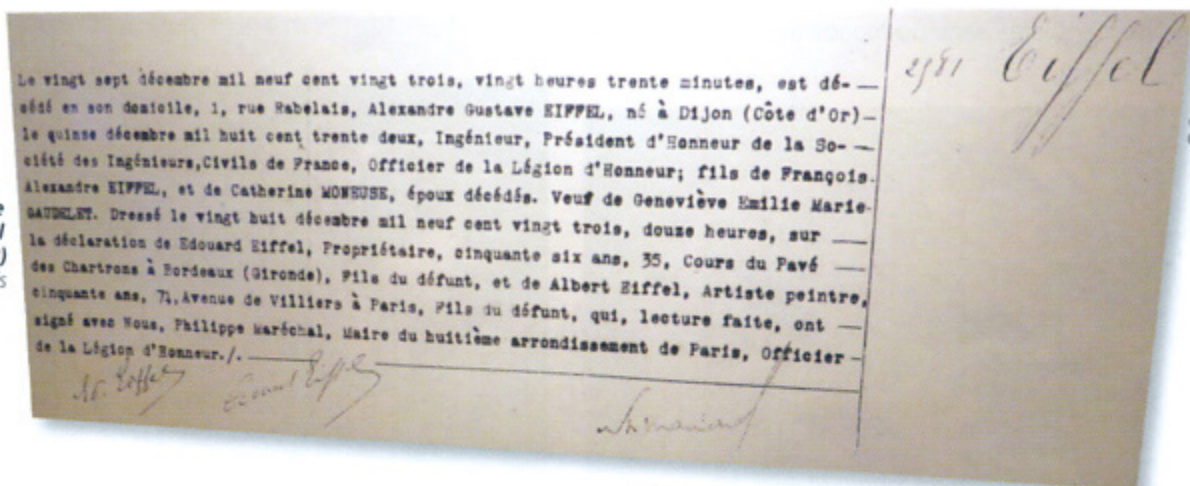 Le vingt sept décembre mil neuf cent vingt trois, vingt heures trente minutes, est dé-
cédé en son domicile, 1, rue Rabelais, Alexandre Gustave EIFFEL, né à Dijon (Côte d'Or)
le quinze décembre mil huit cent trente deux, Ingénieur, Président d'Honneur de la So-
ciété des Ingénieurs,Civils de France, Officier de la Légion d'Honneur; fils de François
Alexandre EIFFEL, et de Catherine MONEUSE, époux décédés. Veuf de Geneviève Emilie Marie
GAUDELET. Dressé le vingt huit décembre mil neuf cent vingt trois, douze heures, sur
la déclaration de Edouard Eiffel, Propriétaire, cinquante six ans, 35, Cours du Pavé
des Chartrons à Bordeaux (Gironde), Fils du défunt, et de Albert Eiffel, Artiste peintre,
cinquante ans, 71,Avenue de Villiers à Paris, Fils du défunt, qui, lecture faite, ont
signé avec Nous, Philippe Maréchal, Maire du huitième arrondissement de Paris, Officier
de la Légion d'Honneur./.
Eiffel
Eiffel
2981 Eiffel